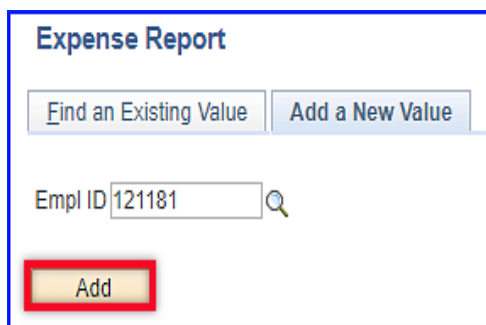 Expense Report
Find an Existing Value Add a New Value
Empl ID 121181
Add